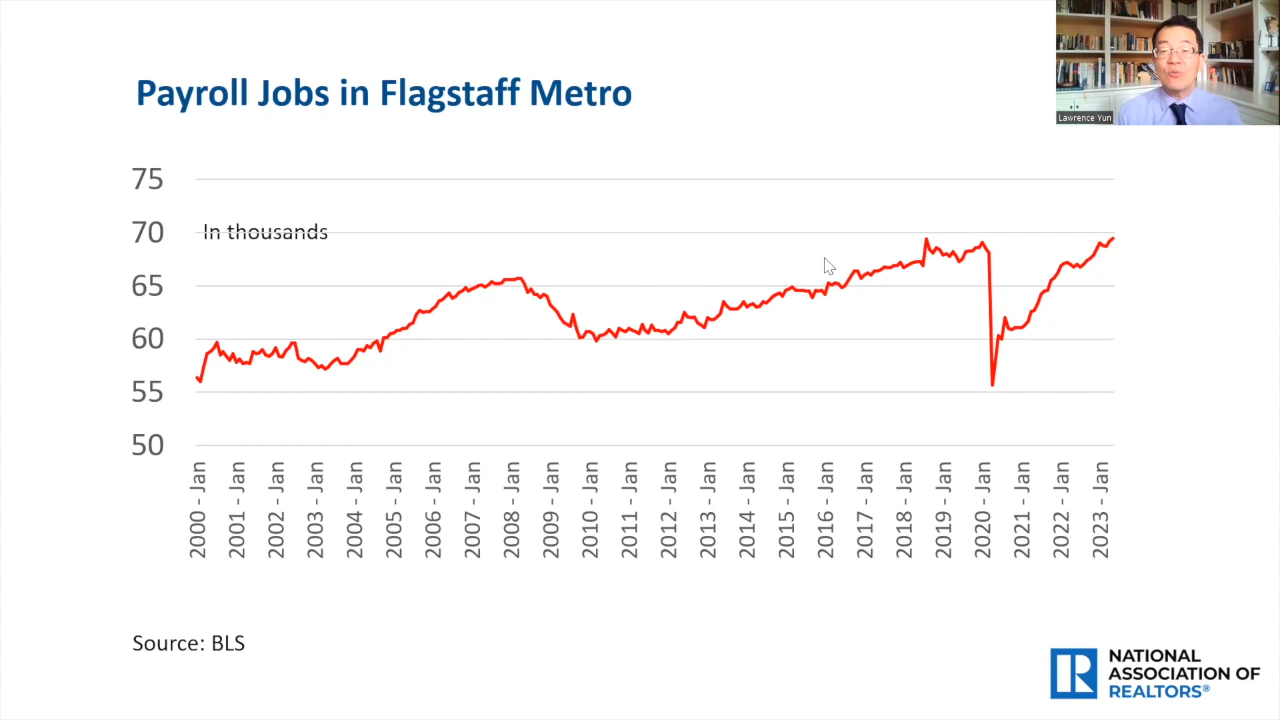 Payroll Jobs in Flagstaff Metro
Lawrence Yun
75
70
In thousands
65
60
55
50
2000 - Jan
2001 - Jan
2002 - Jan
2003 - Jan
2004 - Jan
2005 - Jan
2006 - Jan
2007 - Jan
2008 - Jan
2009 - Jan
2010 - Jan
2011 - Jan
2012 - Jan
2013 - Jan
2014 - Jan
2015 - Jan
2016 - Jan
2017 - Jan
2018 - Jan
2019 - Jan
2020 - Jan
2021 - Jan
2022 - Jan
2023 - Jan
Source: BLS
NATIONAL
ASSOCIATION OF
REALTORS®